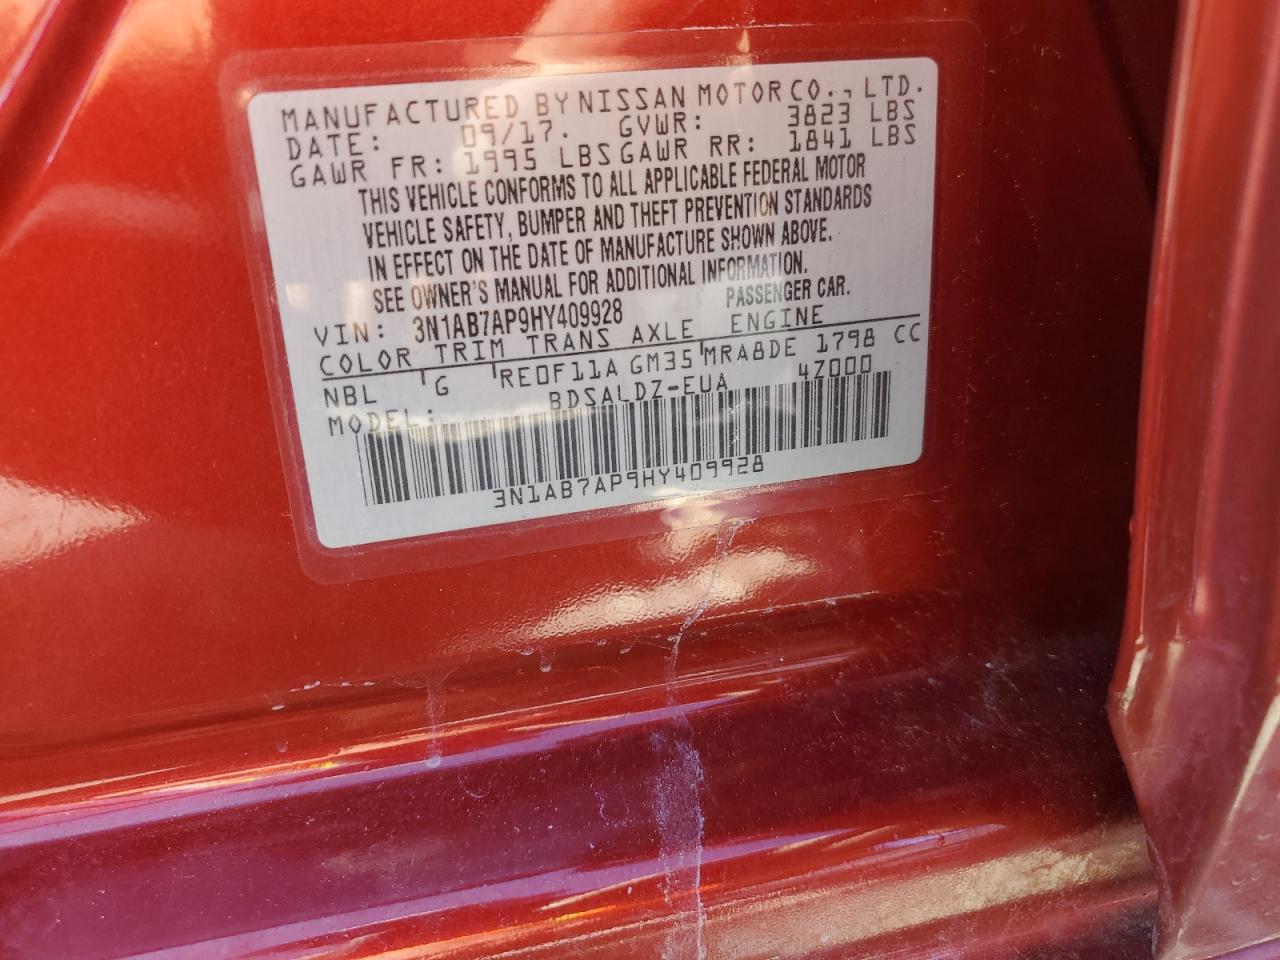 MANUFACTURED BY NISSAN MOTOR CO., LTD.
DATE: 09/17. GVWR: 3823 LBS
GAWR FR: 1995 LBS GAWR RR: 1841 LBS
THIS VEHICLE CONFORMS TO ALL APPLICABLE FEDERAL MOTOR
VEHICLE SAFETY, BUMPER AND THEFT PREVENTION STANDARDS
IN EFFECT ON THE DATE OF MANUFACTURE SHOWN ABOVE.
SEE OWNER'S MANUAL FOR ADDITIONAL INFORMATION.
VIN: 3N1AB7AP9HY409928 PASSENGER CAR.
COLOR TRIM TRANS AXLE ENGINE
NBL G RE0F11A GM35 MRA8DE 1798 CC
MODEL: BDSALDZ-EUA 4Z000
3N1AB7AP9HY409928